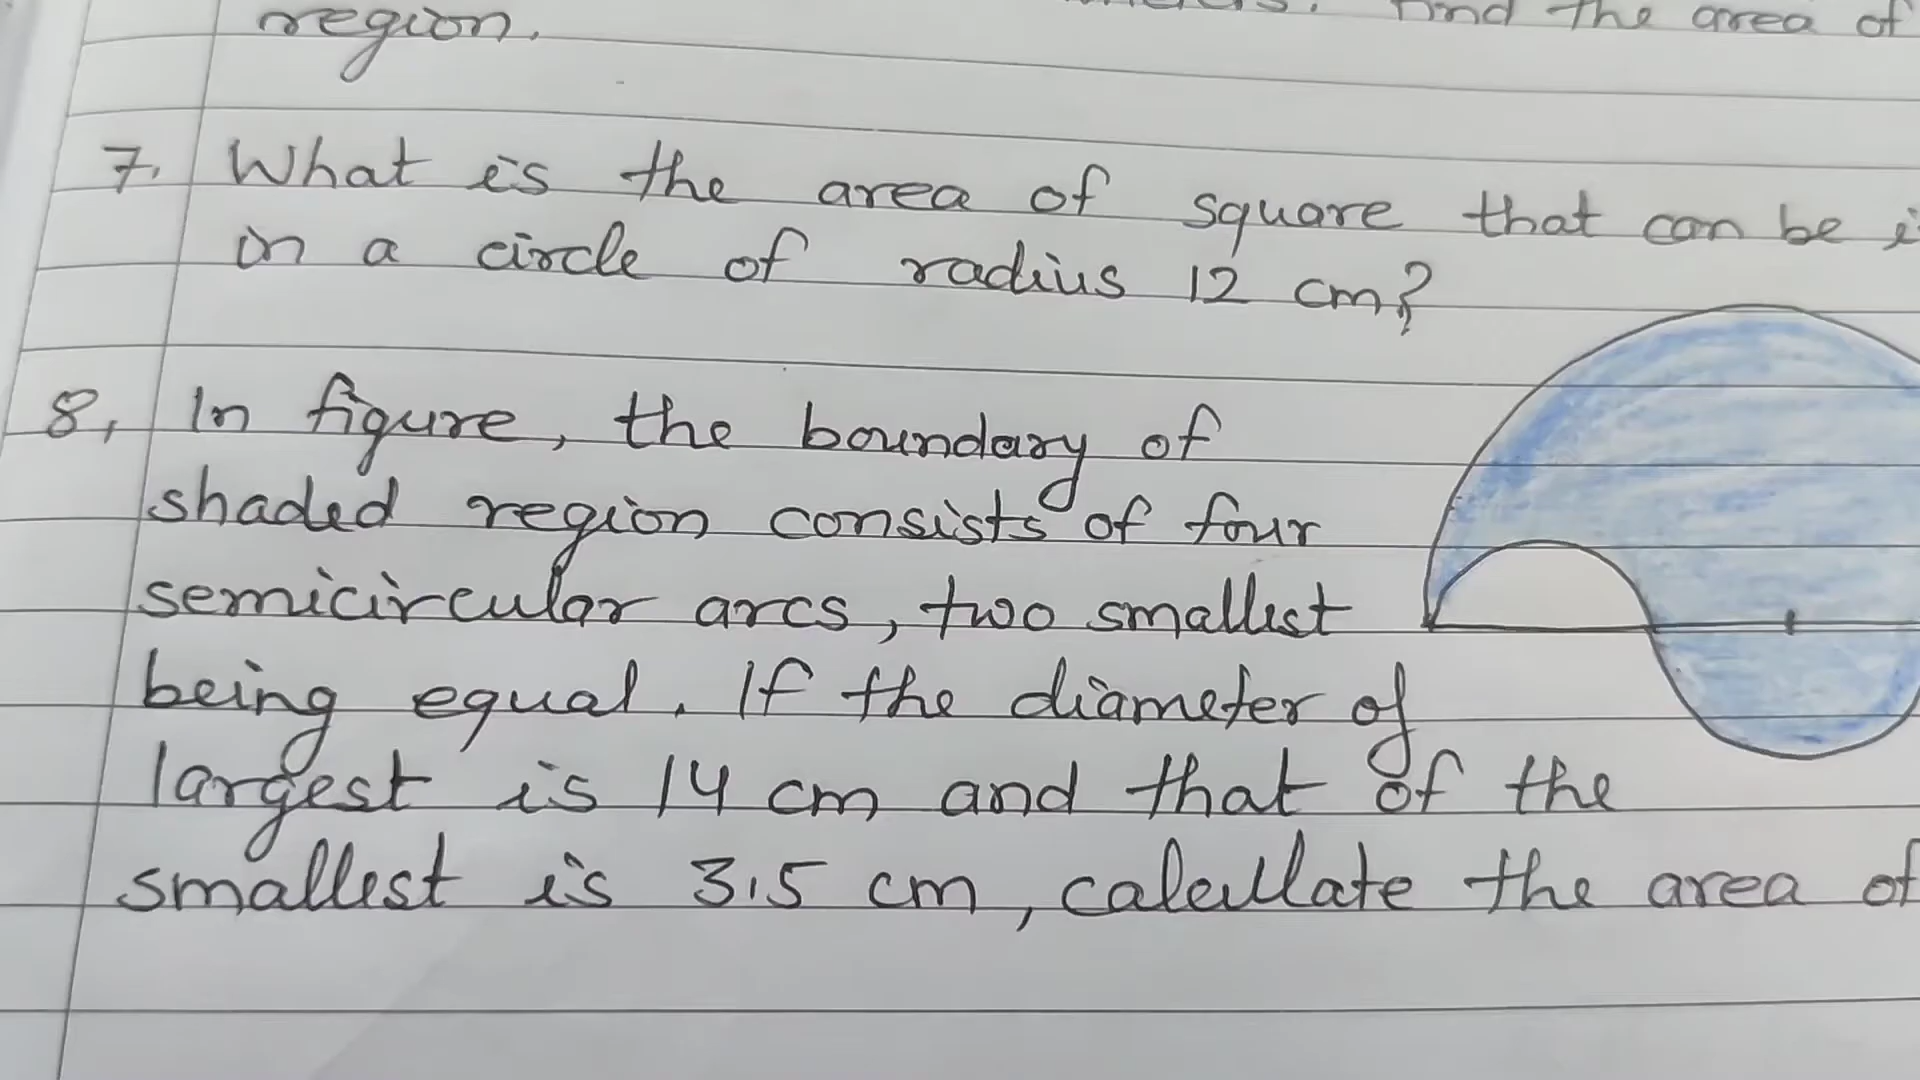 find the area of
region.
7. What is the area of square that can be
in a circle of radius 12 cm?
8, In figure, the boundary of
shaded region consists of four
semicircular arcs, two smallest
being equal. If the diameter of
largest is 14 cm and that of the
smallest is 3.5 cm, calculate the area of